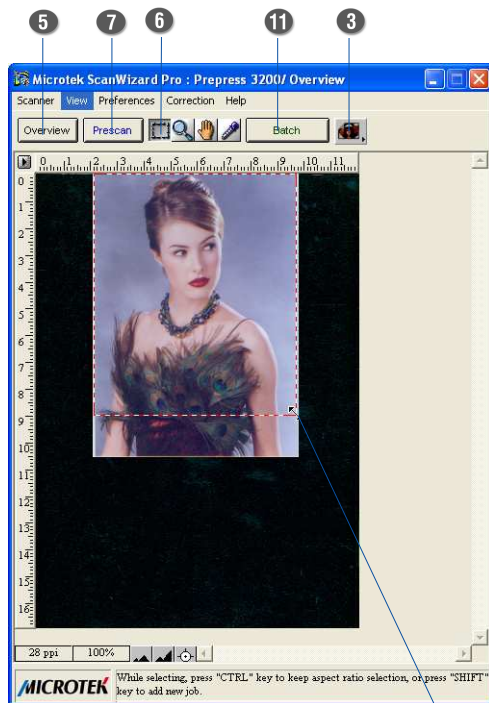 5 7 6 11 3
Microtek ScanWizard Pro : Prepress 3200/ Overview
Scanner View Preferences Correction Help
Overview Prescan Batch
0 1 2 3 4 5 6 7 8 9 10 11
0
1
2
3
4
5
6
7
8
9
10
11
12
13
14
15
16
28 ppi 100%
MICROTEK
While selecting, press "CTRL" key to keep aspect ratio selection, or press "SHIFT"
key to add new job.